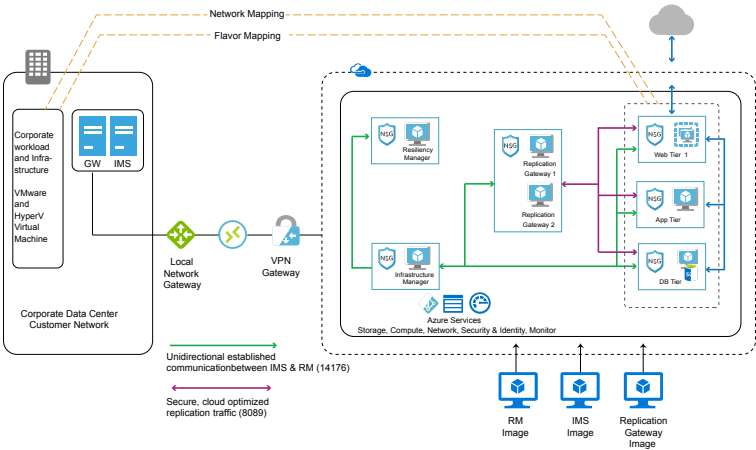 Network Mapping
Flavor Mapping
Corporate
workload
and Infra-
structure
VMware
and
HyperV
Virtual
Machine
GW
IMS
Local
Network
Gateway
VPN
Gateway
Corporate Data Center
Customer Network
NSG
Resiliency
Manager
NSG
Replication
Gateway 1
Replication
Gateway 2
NSG
Infrastructure
Manager
NSG
Web Tier 1
NSG
App Tier
NSG
SQL
DB Tier
Azure Services
Storage, Compute, Network, Security & Identity, Monitor
Unidirectional established
communicationbetween IMS & RM (14176)
Secure, cloud optimized
replication traffic (8089)
RM
Image
IMS
Image
Replication
Gateway
Image